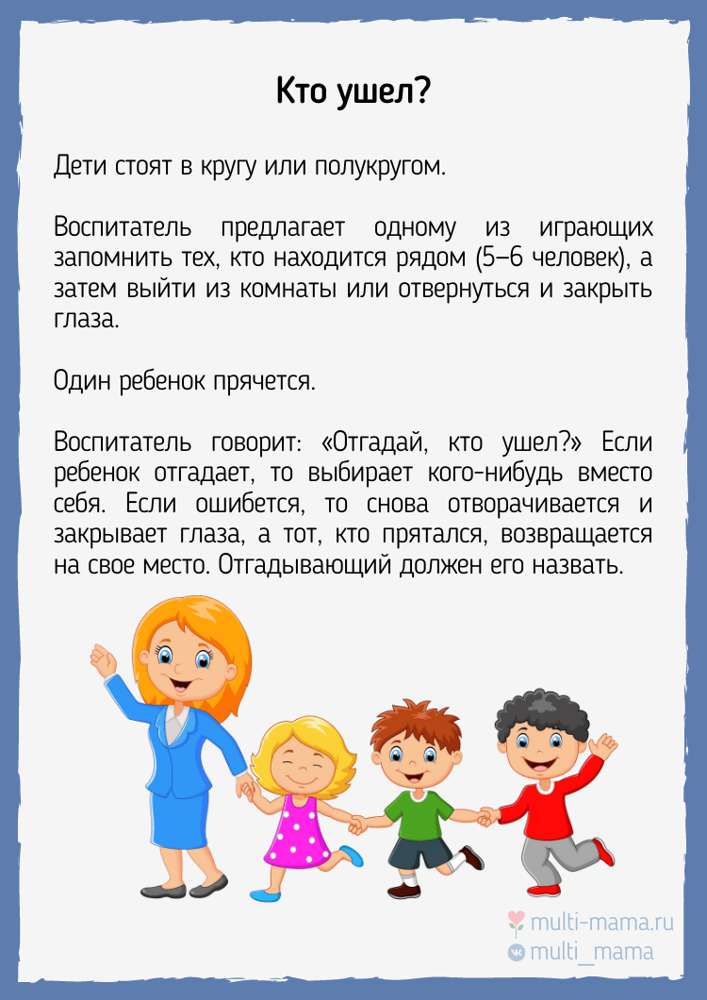 Кто ушел?
Дети стоят в кругу или полукругом.
Воспитатель предлагает одному из играющих
запомнить тех, кто находится рядом (5–6 человек), а
затем выйти из комнаты или отвернуться и закрыть
глаза.
Один ребенок прячется.
Воспитатель говорит: «Отгадай, кто ушел?» Если
ребенок отгадает, то выбирает кого-нибудь вместо
себя. Если ошибется, то снова отворачивается и
закрывает глаза, а тот, кто прятался, возвращается
на свое место. Отгадывающий должен его назвать.
multi-mama.ru
multi_mama